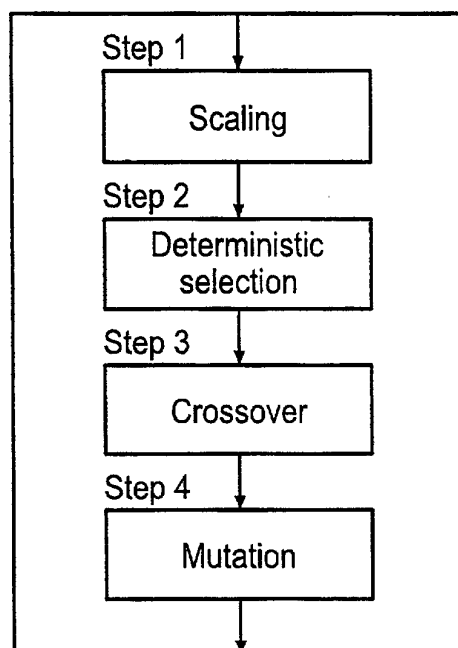 Step 1
Scaling
Step 2
Deterministic
selection
Step 3
Crossover
Step 4
Mutation